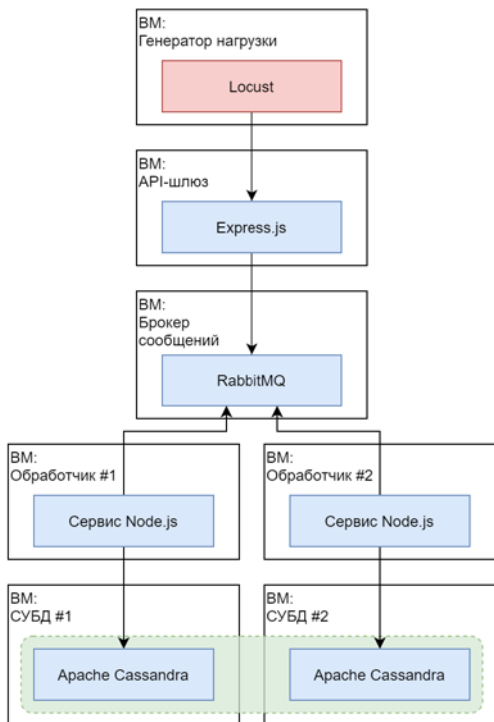 ВМ:
Генератор нагрузки
Locust
ВМ:
API-шлюз
Express.js
ВМ:
Брокер
сообщений
RabbitMQ
ВМ:
Обработчик #1
Сервис Node.js
ВМ:
Обработчик #2
Сервис Node.js
ВМ:
СУБД #1
Apache Cassandra
ВМ:
СУБД #2
Apache Cassandra